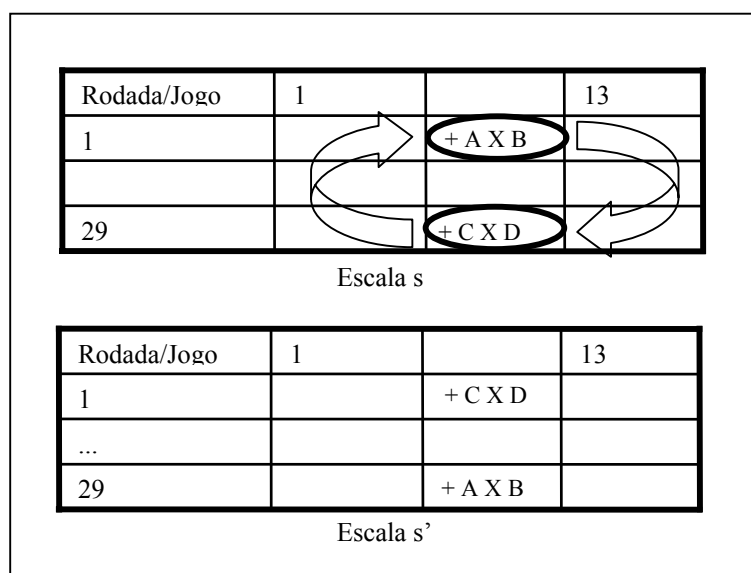 Rodada/Jogo 1 13
1 + A X B
29 + C X D
Escala s
Rodada/Jogo 1 13
1 + C X D
...
29 + A X B
Escala s’